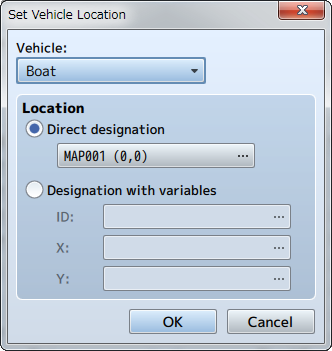 Set Vehicle Location
Vehicle:
Boat
Location
Direct designation
MAP001 (0,0) ...
Designation with variables
ID: ...
X: ...
Y: ...
OK Cancel